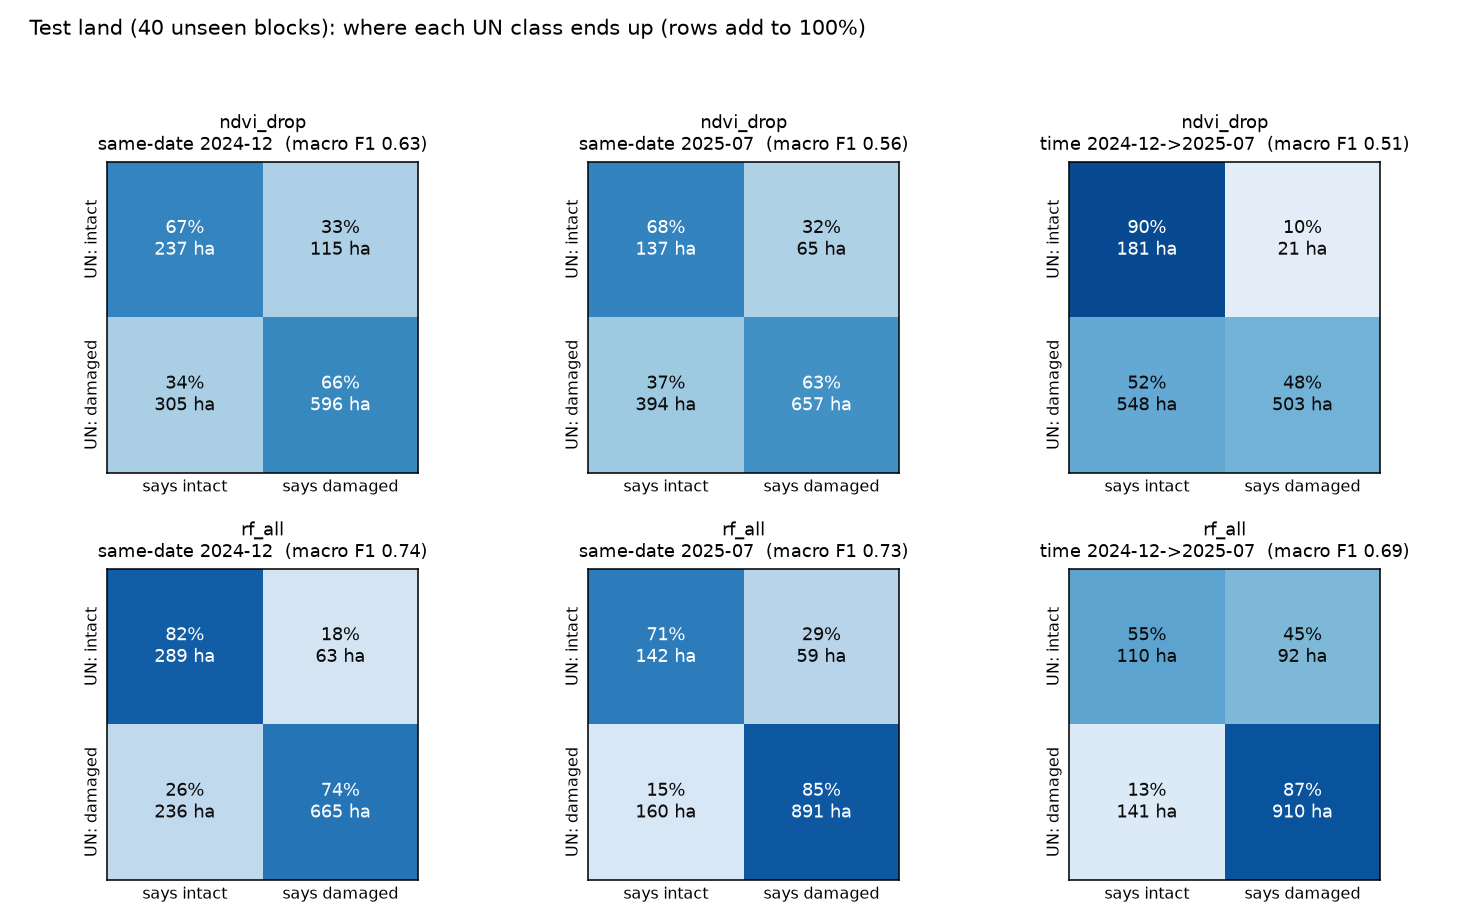 Test land (40 unseen blocks): where each UN class ends up (rows add to 100%)
ndvi_drop
same-date 2024-12  (macro F1 0.63)
UN: intact
67%
237 ha
33%
115 ha
UN: damaged
34%
305 ha
66%
596 ha
says intact
says damaged
ndvi_drop
same-date 2025-07  (macro F1 0.56)
UN: intact
68%
137 ha
32%
65 ha
UN: damaged
37%
394 ha
63%
657 ha
says intact
says damaged
ndvi_drop
time 2024-12->2025-07  (macro F1 0.51)
UN: intact
90%
181 ha
10%
21 ha
UN: damaged
52%
548 ha
48%
503 ha
says intact
says damaged
rf_all
same-date 2024-12  (macro F1 0.74)
UN: intact
82%
289 ha
18%
63 ha
UN: damaged
26%
236 ha
74%
665 ha
says intact
says damaged
rf_all
same-date 2025-07  (macro F1 0.73)
UN: intact
71%
142 ha
29%
59 ha
UN: damaged
15%
160 ha
85%
891 ha
says intact
says damaged
rf_all
time 2024-12->2025-07  (macro F1 0.69)
UN: intact
55%
110 ha
45%
92 ha
UN: damaged
13%
141 ha
87%
910 ha
says intact
says damaged